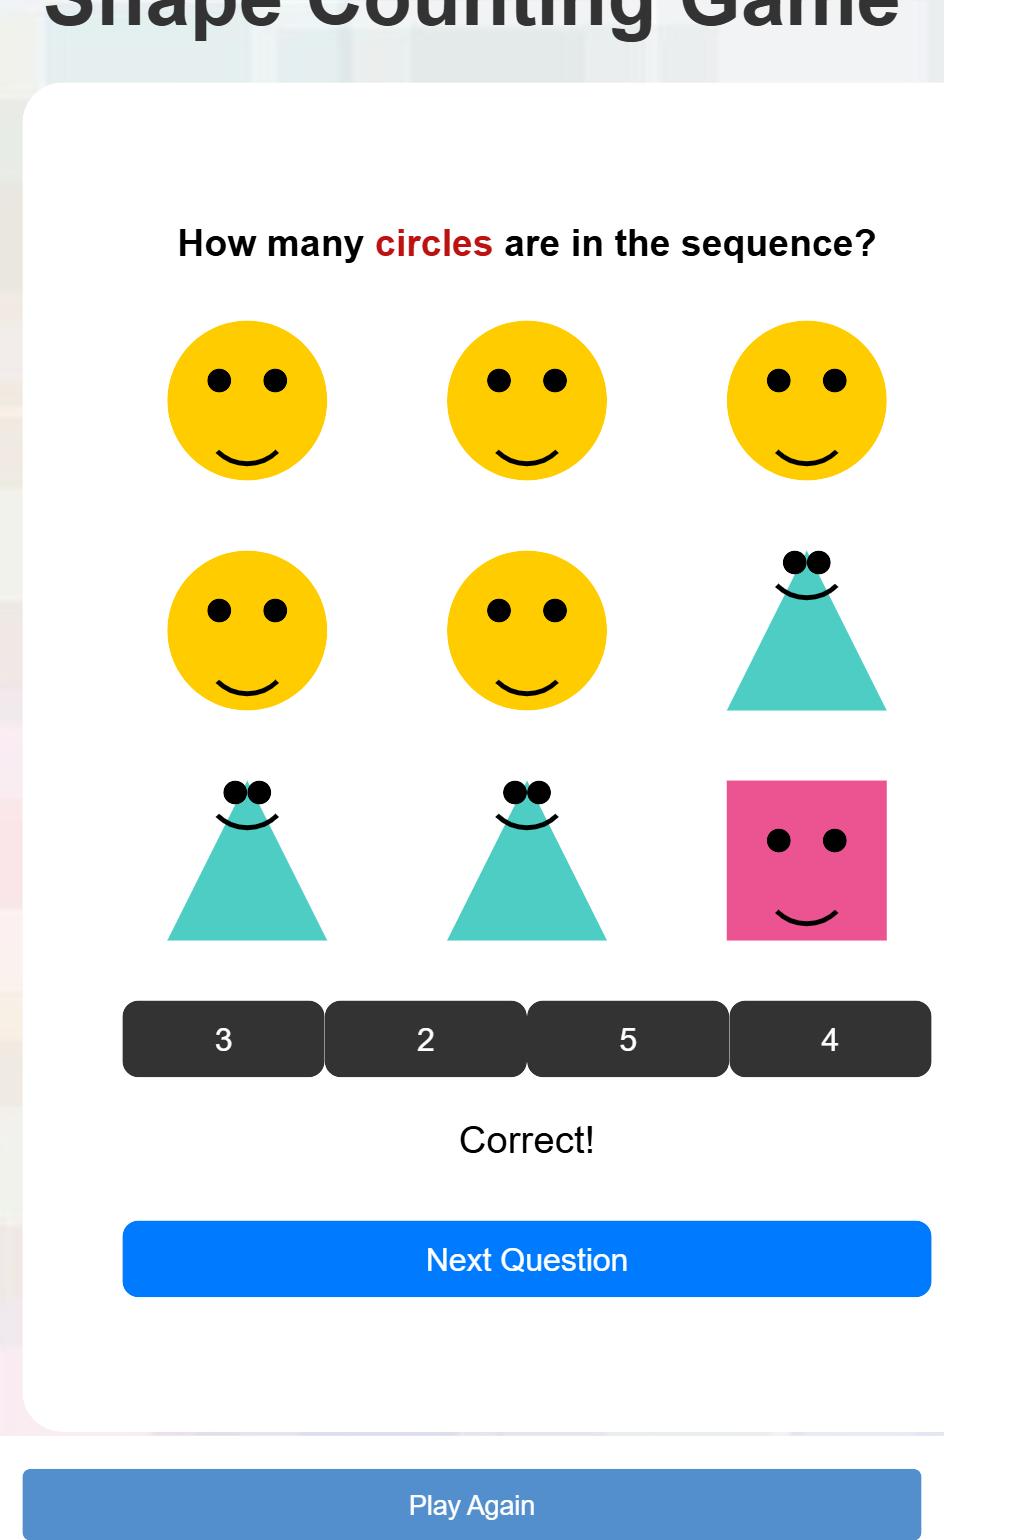 Shape Counting Game
How many circles are in the sequence?
3 2 5 4
Correct!
Next Question
Play Again